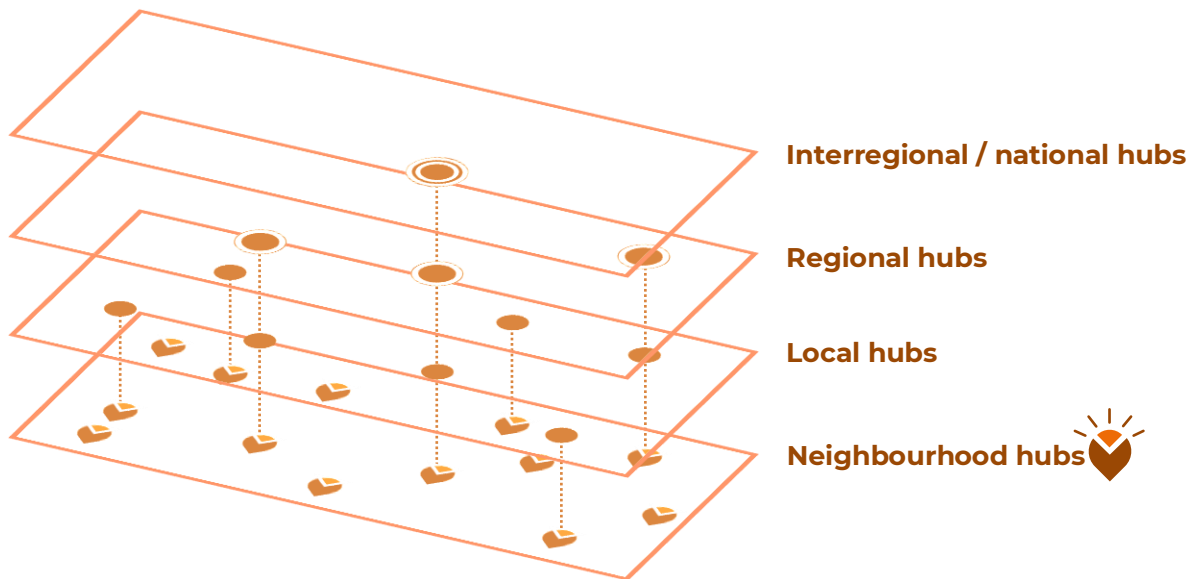 Interregional / national hubs
Regional hubs
Local hubs
Neighbourhood hubs